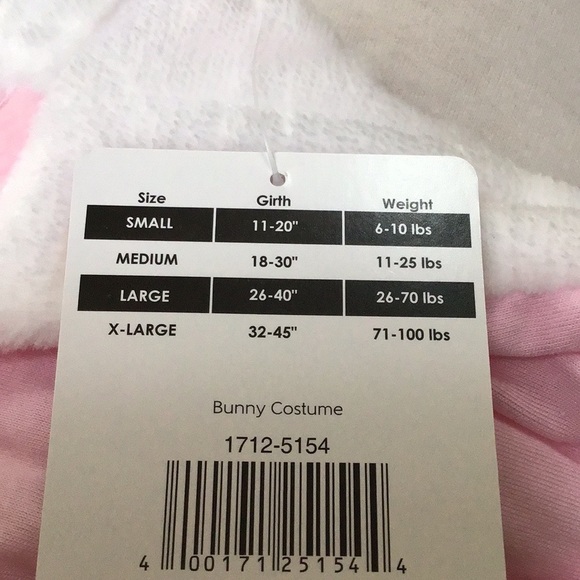 Size Girth Weight
SMALL 11-20" 6-10 lbs
MEDIUM 18-30" 11-25 lbs
LARGE 26-40" 26-70 lbs
X-LARGE 32-45" 71-100 lbs
Bunny Costume
1712-5154
4 00171 25154 4